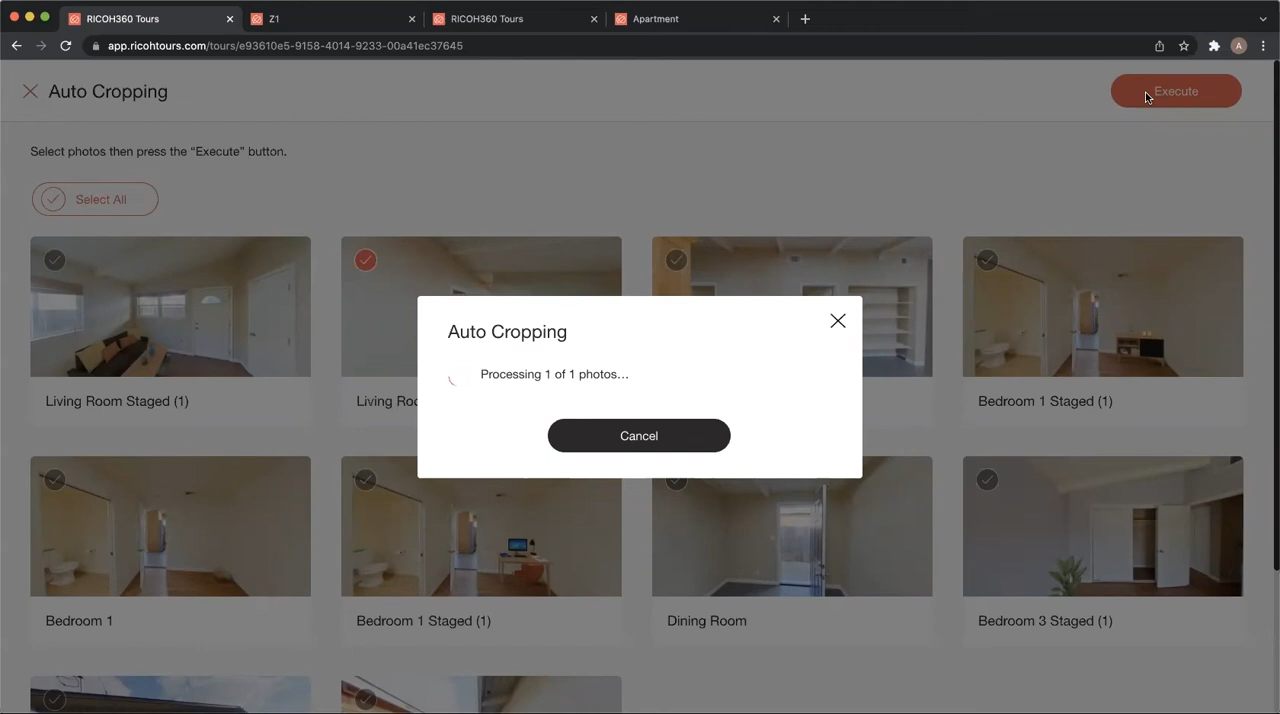 RICOH360 Tours
Z1
RICOH360 Tours
Apartment
app.ricohtours.com/tours/e93610e5-9158-4014-9233-00a41ec37645
A
Auto Cropping
Execute
Select photos then press the “Execute” button.
Select All
Living Room Staged (1)
Living Roo
Bedroom 1 Staged (1)
Auto Cropping
Processing 1 of 1 photos...
Cancel
Bedroom 1
Bedroom 1 Staged (1)
Dining Room
Bedroom 3 Staged (1)